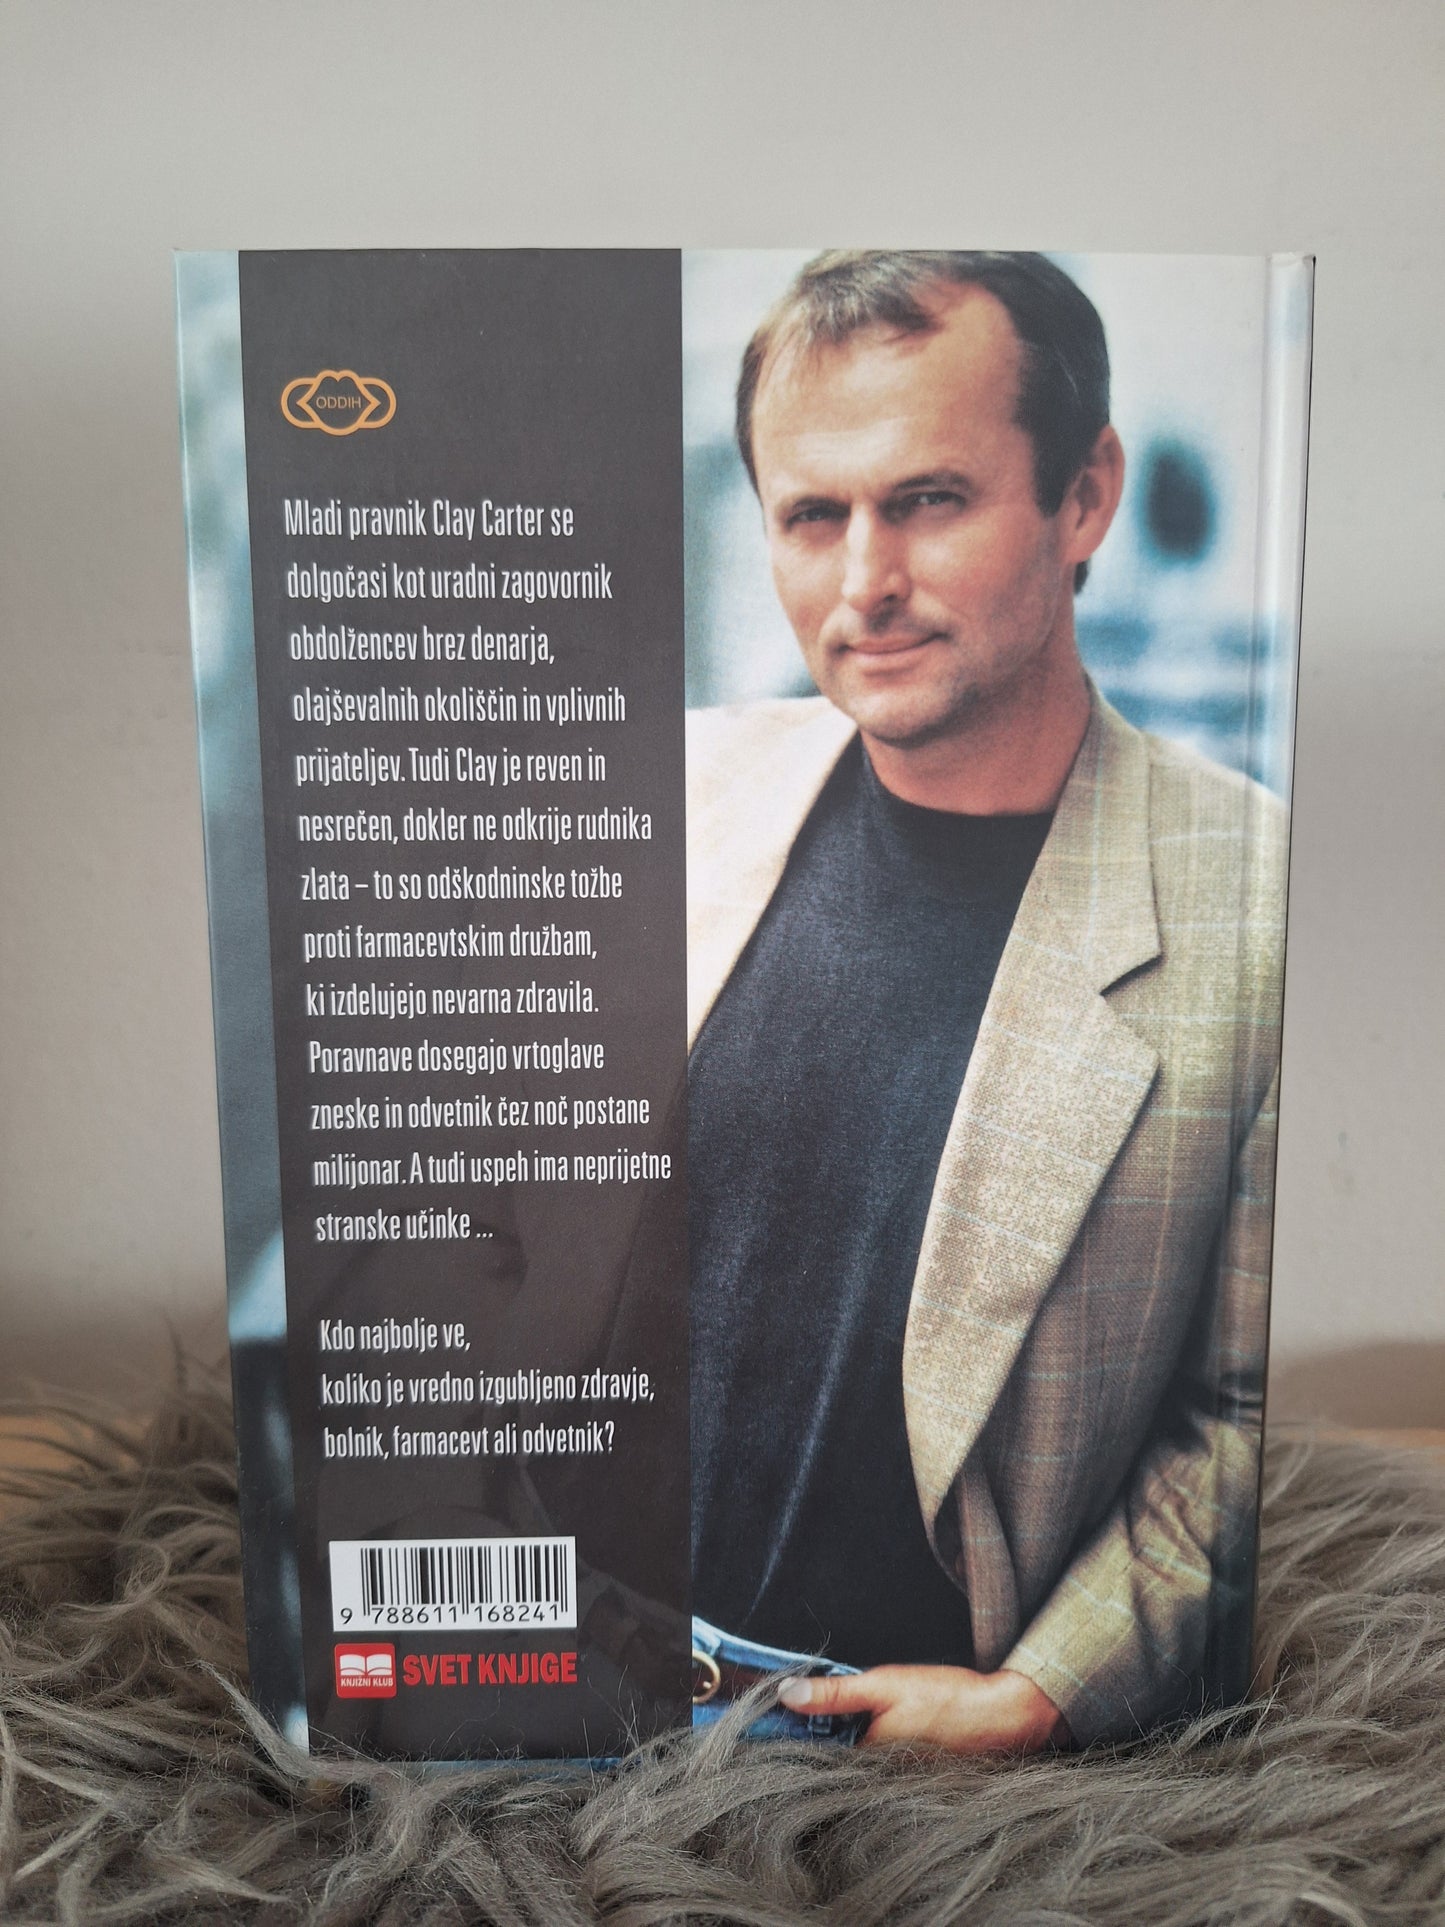 ODDIH
Mladi pravnik Clay Carter se
dolgočasi kot uradni zagovornik
obdolžencev brez denarja,
olajševalnih okoliščin in vplivnih
prijateljev. Tudi Clay je reven in
nesrečen, dokler ne odkrije rudnika
zlata – to so odškodninske tožbe
proti farmacevtskim družbam,
ki izdelujejo nevarna zdravila.
Poravnave dosegajo vrtoglave
zneske in odvetnik čez noč postane
milijonar. A tudi uspeh ima neprijetne
stranske učinke ...
Kdo najbolje ve,
koliko je vredno izgubljeno zdravje,
bolnik, farmacevt ali odvetnik?
9 788611 168241
KNJIŽNI KLUB
SVET KNJIGE